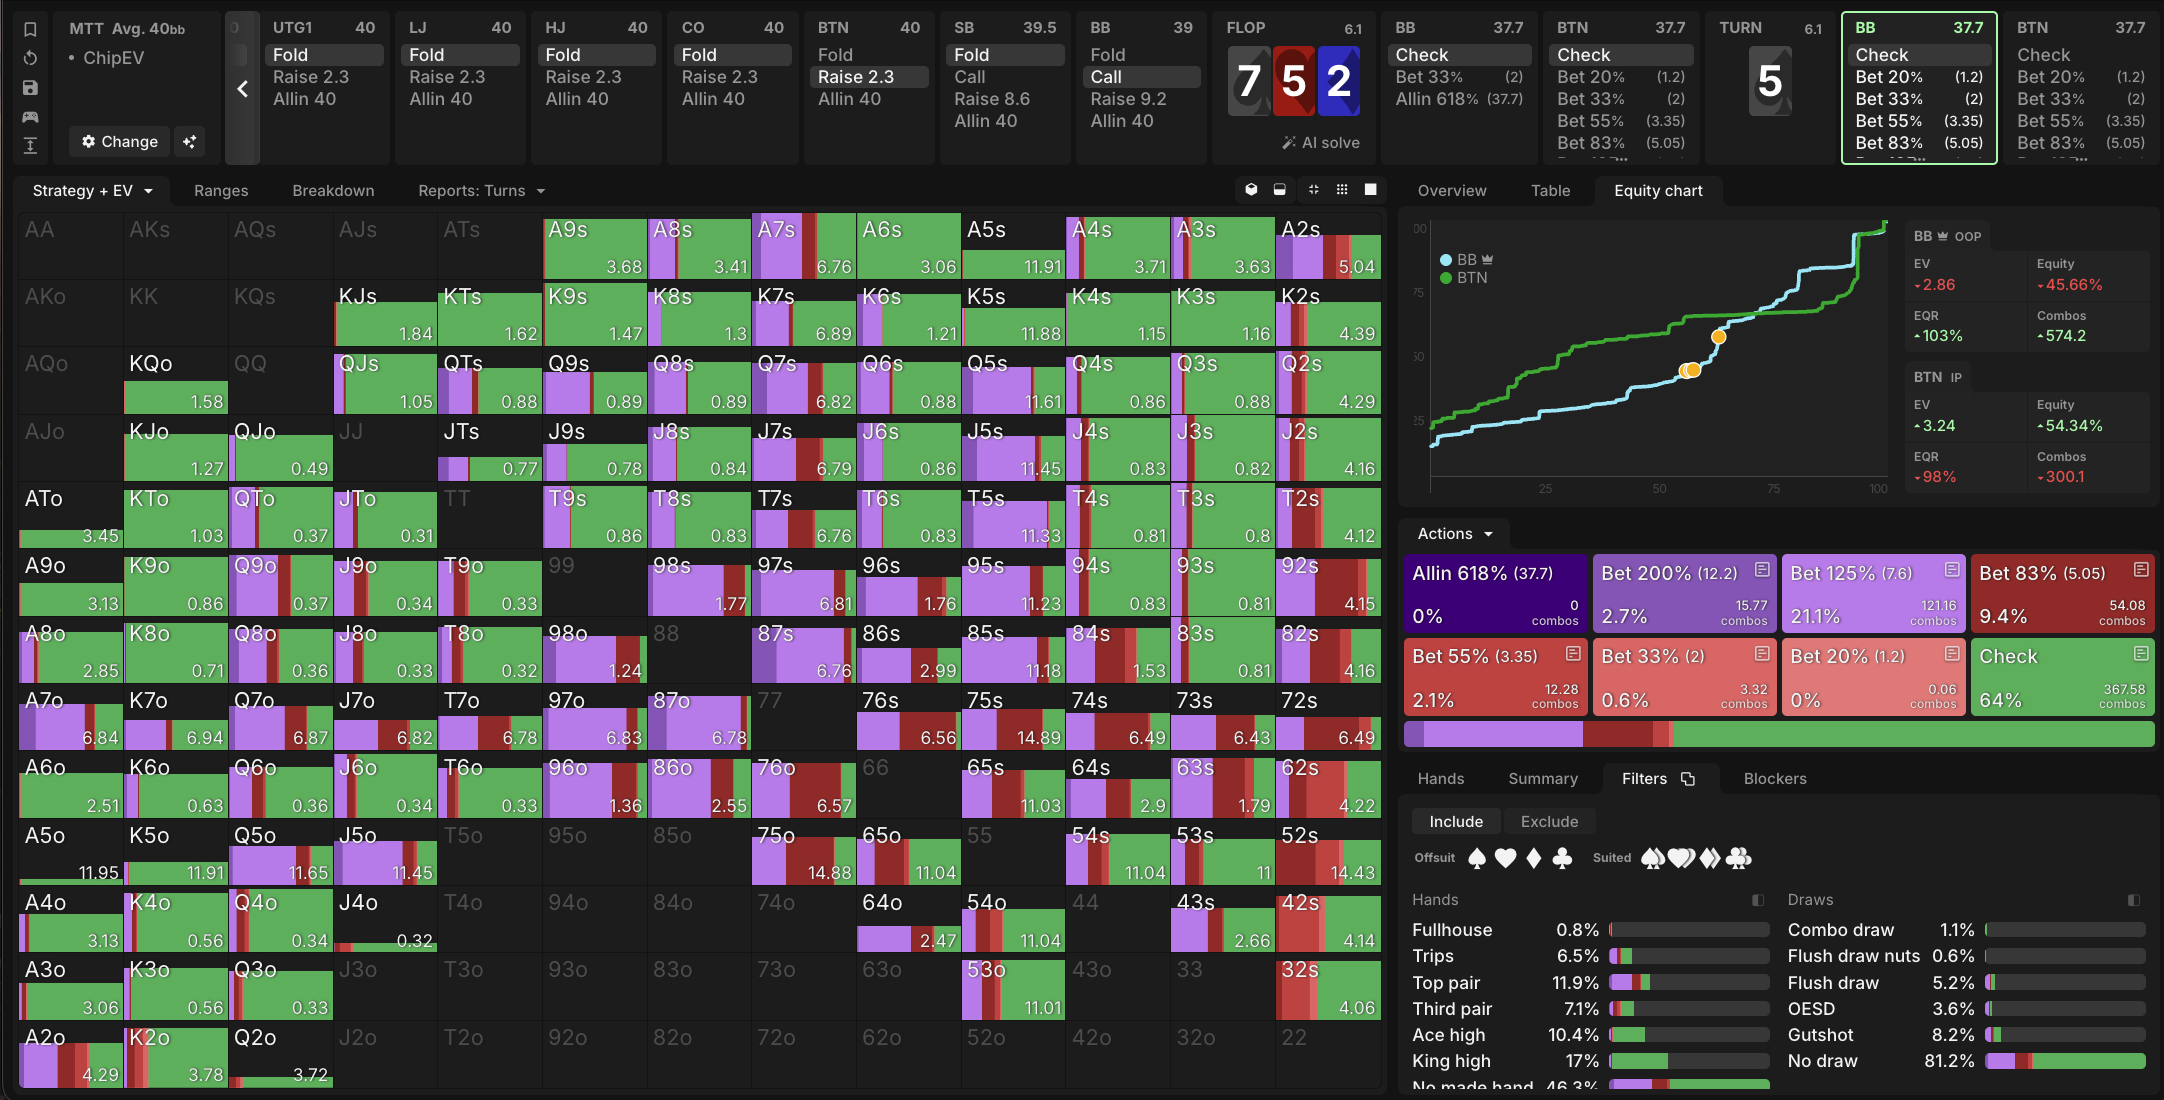 MTT Avg. 40bb
• ChipEV
Change
0
UTG1 40
Fold
Raise 2.3
Allin 40
LJ 40
Fold
Raise 2.3
Allin 40
HJ 40
Fold
Raise 2.3
Allin 40
CO 40
Fold
Raise 2.3
Allin 40
BTN 40
Fold
Raise 2.3
Allin 40
SB 39.5
Fold
Call
Raise 8.6
Allin 40
BB 39
Fold
Call
Raise 9.2
Allin 40
FLOP 6.1
7 5 2
AI solve
BB 37.7
Check
Bet 33% (2)
Allin 618% (37.7)
BTN 37.7
Check
Bet 20% (1.2)
Bet 33% (2)
Bet 55% (3.35)
Bet 83% (5.05)
TURN 6.1
5
BB 37.7
Check
Bet 20% (1.2)
Bet 33% (2)
Bet 55% (3.35)
Bet 83% (5.05)
BTN 37.7
Check
Bet 20% (1.2)
Bet 33% (2)
Bet 55% (3.35)
Bet 83% (5.05)
Strategy + EV Ranges Breakdown Reports: Turns
AA AKs AQs AJs ATs A9s A8s A7s A6s A5s A4s A3s A2s
3.68 3.41 6.76 3.06 11.91 3.71 3.63 5.04
AKo KK KQs KJs KTs K9s K8s K7s K6s K5s K4s K3s K2s
1.84 1.62 1.47 1.3 6.89 1.21 11.88 1.15 1.16 4.39
AQo KQo QQ QJs QTs Q9s Q8s Q7s Q6s Q5s Q4s Q3s Q2s
1.58 1.05 0.88 0.89 0.89 6.82 0.88 11.61 0.86 0.88 4.29
AJo KJo QJo JJ JTs J9s J8s J7s J6s J5s J4s J3s J2s
1.27 0.49 0.77 0.78 0.84 6.79 0.86 11.45 0.83 0.82 4.16
ATo KTo QTo JTo TT T9s T8s T7s T6s T5s T4s T3s T2s
3.45 1.03 0.37 0.31 0.86 0.83 6.76 0.83 11.33 0.81 0.8 4.12
A9o K9o Q9o J9o T9o 99 98s 97s 96s 95s 94s 93s 92s
3.13 0.86 0.37 0.34 0.33 1.77 6.81 1.76 11.23 0.83 0.81 4.15
A8o K8o Q8o J8o T8o 98o 88 87s 86s 85s 84s 83s 82s
2.85 0.71 0.36 0.33 0.32 1.24 6.76 2.99 11.18 1.53 0.81 4.16
A7o K7o Q7o J7o T7o 97o 87o 77 76s 75s 74s 73s 72s
6.84 6.94 6.87 6.82 6.78 6.83 6.78 6.56 14.89 6.49 6.43 6.49
A6o K6o Q6o J6o T6o 96o 86o 76o 66 65s 64s 63s 62s
2.51 0.63 0.36 0.34 0.33 1.36 2.55 6.57 11.03 2.9 1.79 4.22
A5o K5o Q5o J5o T5o 95o 85o 75o 65o 55 54s 53s 52s
11.95 11.91 11.65 11.45 14.88 11.04 11.04 11 14.43
A4o K4o Q4o J4o T4o 94o 84o 74o 64o 54o 44 43s 42s
3.13 0.56 0.34 0.32 2.47 11.04 2.66 4.14
A3o K3o Q3o J3o T3o 93o 83o 73o 63o 53o 43o 33 32s
3.06 0.56 0.33 11.01 4.06
A2o K2o Q2o J2o T2o 92o 82o 72o 62o 52o 42o 32o 22
4.29 3.78 3.72
Overview Table Equity chart
00
75
50
25
BB
BTN
25 50 75 100
BB OOP
EV Equity
2.86 45.66%
EQR Combos
103% 574.2
BTN IP
EV Equity
3.24 54.34%
EQR Combos
98% 300.1
Actions
Allin 618% (37.7)
0% 0 combos
Bet 200% (12.2)
2.7% 15.77 combos
Bet 125% (7.6)
21.1% 121.16 combos
Bet 83% (5.05)
9.4% 54.08 combos
Bet 55% (3.35)
2.1% 12.28 combos
Bet 33% (2)
0.6% 3.32 combos
Bet 20% (1.2)
0% 0.06 combos
Check
64% 367.58 combos
Hands Summary Filters Blockers
Include Exclude
Offsuit Suited
Hands
Fullhouse 0.8%
Trips 6.5%
Top pair 11.9%
Third pair 7.1%
Ace high 10.4%
King high 17%
No made hand 46.3%
Draws
Combo draw 1.1%
Flush draw nuts 0.6%
Flush draw 5.2%
OESD 3.6%
Gutshot 8.2%
No draw 81.2%